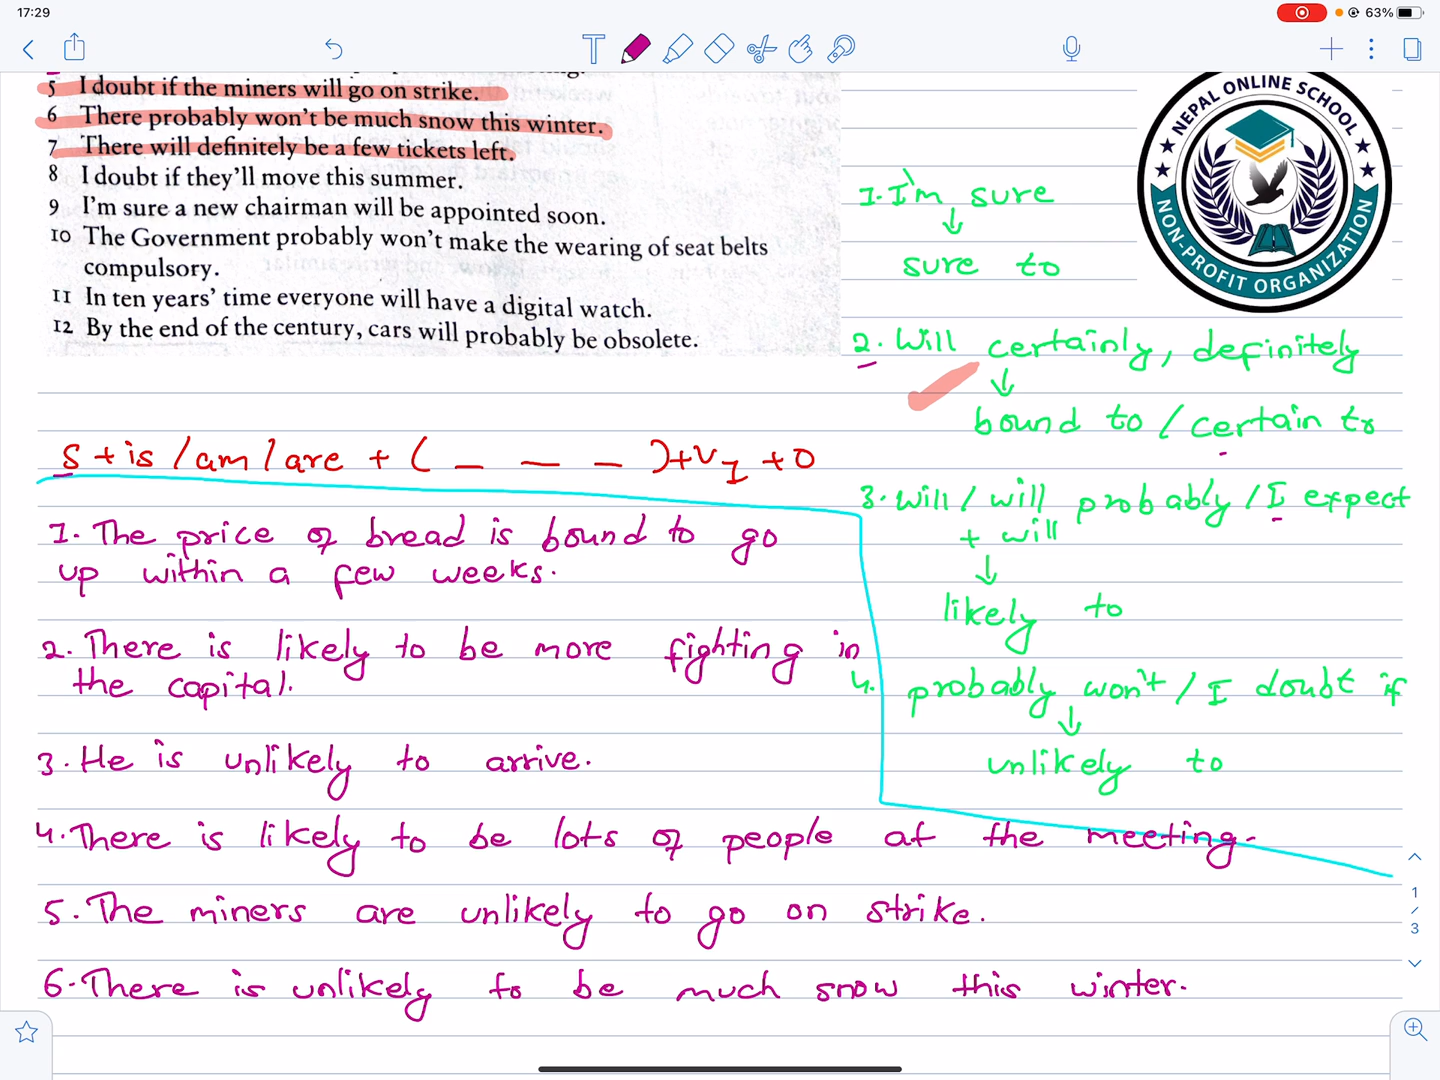 17:29
63%
5 I doubt if the miners will go on strike.
6 There probably won't be much snow this winter.
7 There will definitely be a few tickets left.
8 I doubt if they'll move this summer.
9 I'm sure a new chairman will be appointed soon.
10 The Government probably won't make the wearing of seat belts
compulsory.
11 In ten years' time everyone will have a digital watch.
12 By the end of the century, cars will probably be obsolete.
NEPAL ONLINE SCHOOL
NON-PROFIT ORGANIZATION
1. I'm sure
↓
sure to
2. Will certainly, definitely
↓
bound to / certain to
3. Will / will probably / I expect
+ will
↓
likely to
4. probably won't / I doubt if
↓
unlikely to
S + is / am / are + ( _ _ _ ) + V1 + O
1. The price of bread is bound to go
up within a few weeks.
2. There is likely to be more fighting in
the capital.
3. He is unlikely to arrive.
4. There is likely to be lots of people at the meeting.
5. The miners are unlikely to go on strike.
6. There is unlikely to be much snow this winter.
1
/
3